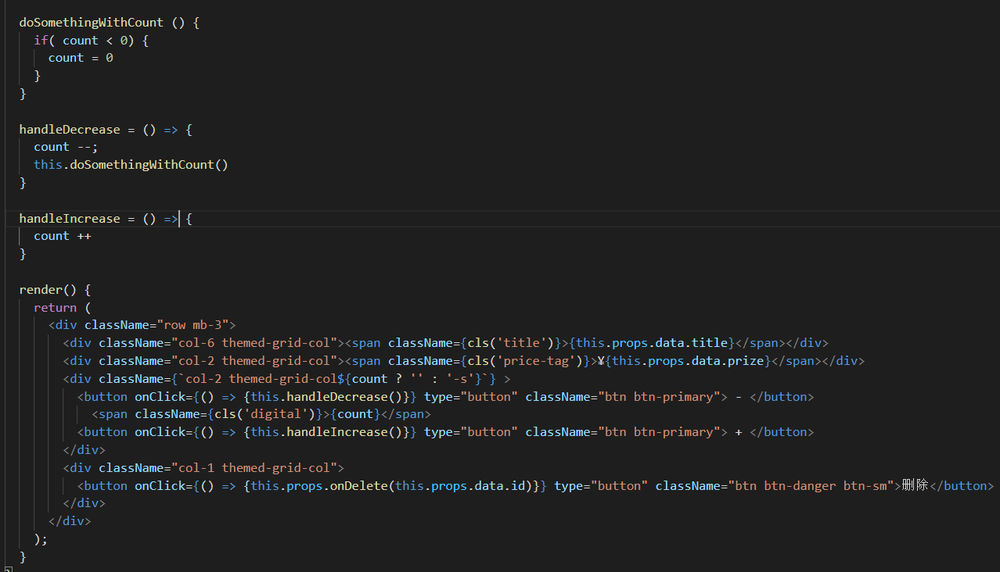 doSomethingWithCount () {
if( count < 0) {
count = 0
}
}
handleDecrease = () => {
count --;
this.doSomethingWithCount()
}
handleIncrease = () => {
count ++
}
render() {
return (
<div className="row mb-3">
<div className="col-6 themed-grid-col"><span className={cls('title')}>{this.props.data.title}</span></div>
<div className="col-2 themed-grid-col"><span className={cls('price-tag')}>¥{this.props.data.prize}</span></div>
<div className={`col-2 themed-grid-col${count ? '' : '-s'}`} >
<button onClick={() => {this.handleDecrease()}} type="button" className="btn btn-primary"> - </button>
<span className={cls('digital')}>{count}</span>
<button onClick={() => {this.handleIncrease()}} type="button" className="btn btn-primary"> + </button>
</div>
<div className="col-1 themed-grid-col">
<button onClick={() => {this.props.onDelete(this.props.data.id)}} type="button" className="btn btn-danger btn-sm">删除</button>
</div>
</div>
);
}